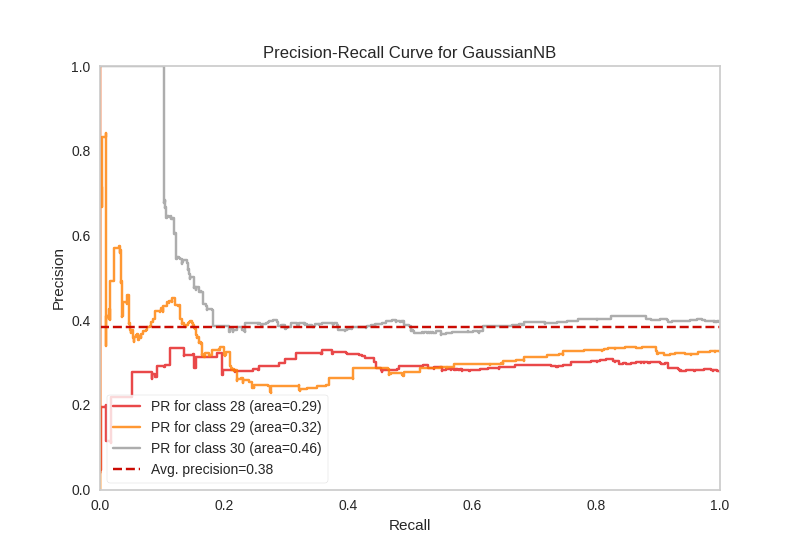 Precision-Recall Curve for GaussianNB
1.0
0.8
0.6
0.4
0.2
0.0
Precision
PR for class 28 (area=0.29)
PR for class 29 (area=0.32)
PR for class 30 (area=0.46)
Avg. precision=0.38
0.0 0.2 0.4 0.6 0.8 1.0
Recall